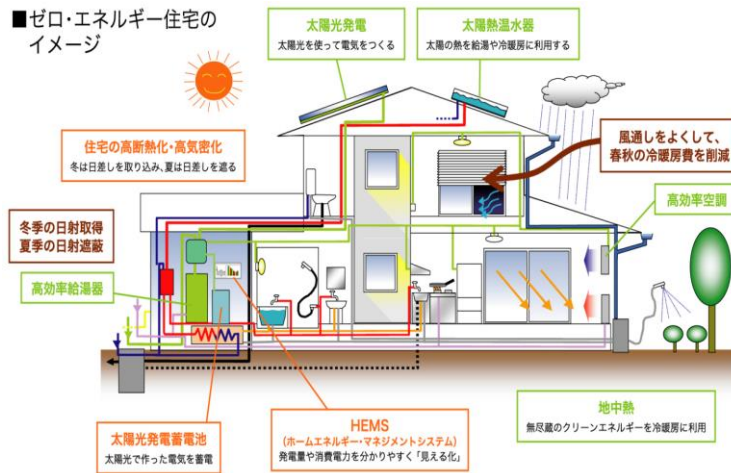 ■ゼロ・エネルギー住宅の
イメージ
太陽光発電
太陽光を使って電気をつくる
太陽熱温水器
太陽の熱を給湯や冷暖房に利用する
住宅の高断熱化・高気密化
冬は日差しを取り込み、夏は日差しを遮る
風通しをよくして、
春秋の冷暖房費を削減
高効率空調
冬季の日射取得
夏季の日射遮蔽
高効率給湯器
太陽光発電蓄電池
太陽光で作った電気を蓄電
HEMS
(ホームエネルギー・マネジメントシステム)
発電量や消費電力を分かりやすく「見える化」
地中熱
無尽蔵のクリーンエネルギーを冷暖房に利用